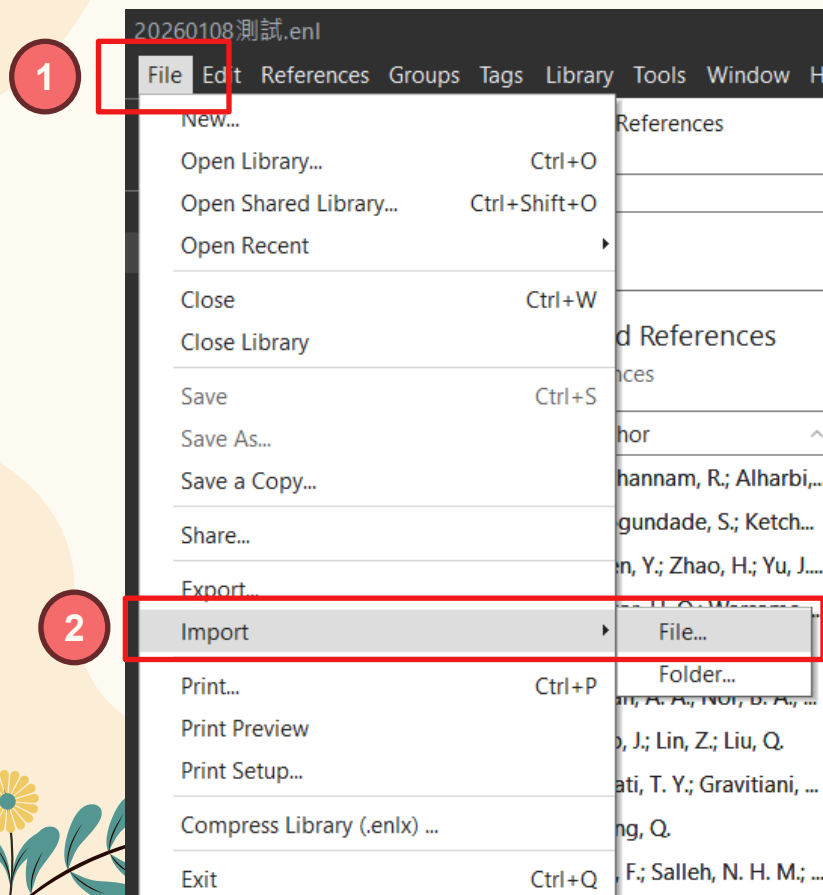 20260108測試.enl
1
File Edit References Groups Tags Library Tools Window H
New...
References
Open Library... Ctrl+O
Open Shared Library... Ctrl+Shift+O
Open Recent
Close Ctrl+W
Close Library
d References
nces
Save Ctrl+S
hor
Save As...
hannam, R.; Alharbi,...
Save a Copy...
gundade, S.; Ketch...
Share...
en, Y.; Zhao, H.; Yu, J....
Export...
2
Import
File...
Folder...
Print... Ctrl+P
Print Preview
o, J.; Lin, Z.; Liu, Q.
Print Setup...
ati, T. Y.; Gravitiani, ...
Compress Library (.enlx) ...
ng, Q.
Exit Ctrl+Q
, F.; Salleh, N. H. M.; ...